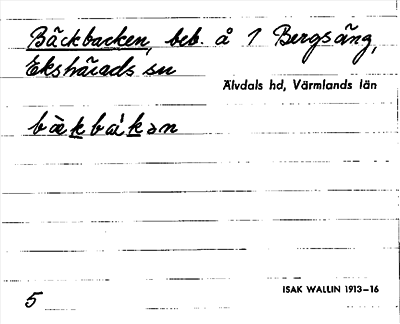 Bäckbacken, beb. å 1 Bergsäng,
Ekshärads sn
Älvdals hd, Värmlands län
bäkbákən
5
ISAK WALLIN 1913–16